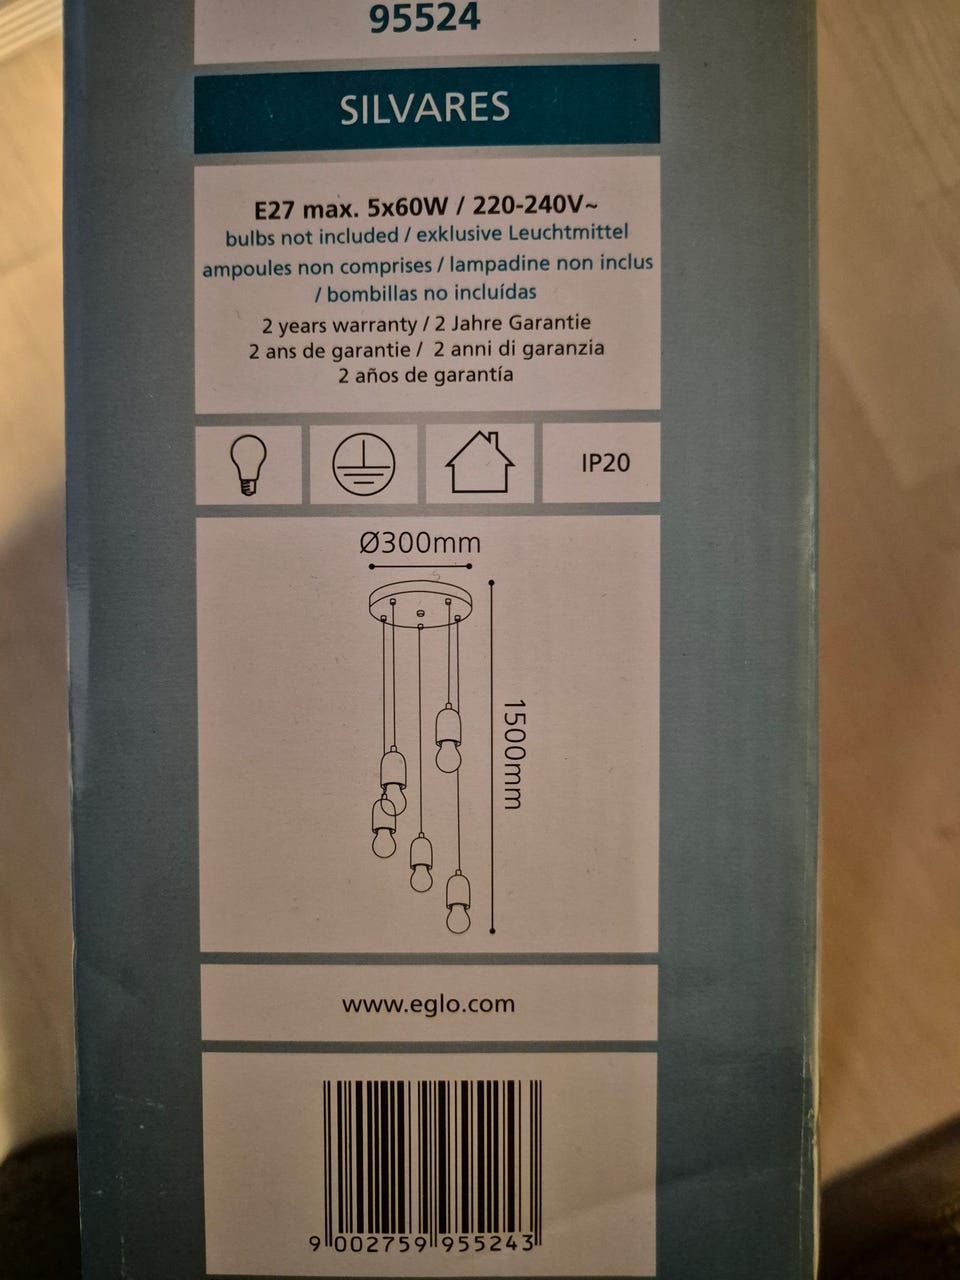 95524
SILVARES
E27 max. 5x60W / 220-240V~
bulbs not included / exklusive Leuchtmittel
ampoules non comprises / lampadine non inclus
/ bombillas no incluídas
2 years warranty / 2 Jahre Garantie
2 ans de garantie / 2 anni di garanzia
2 años de garantía
IP20
Ø300mm
1500mm
www.eglo.com
9 002759 955243